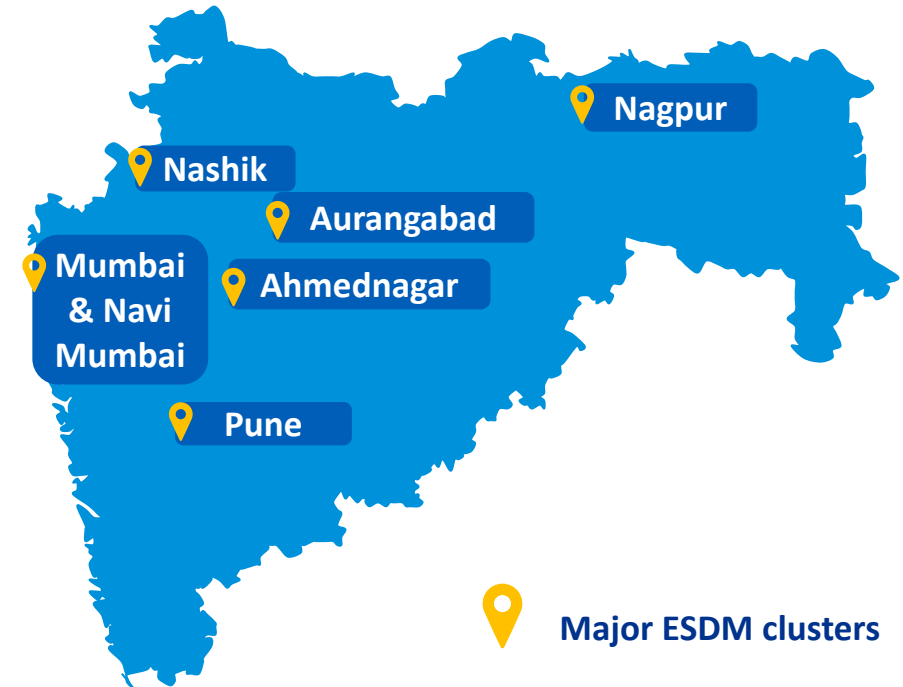 Nagpur
Nashik
Aurangabad
Mumbai
& Navi
Mumbai
Ahmednagar
Pune
Major ESDM clusters